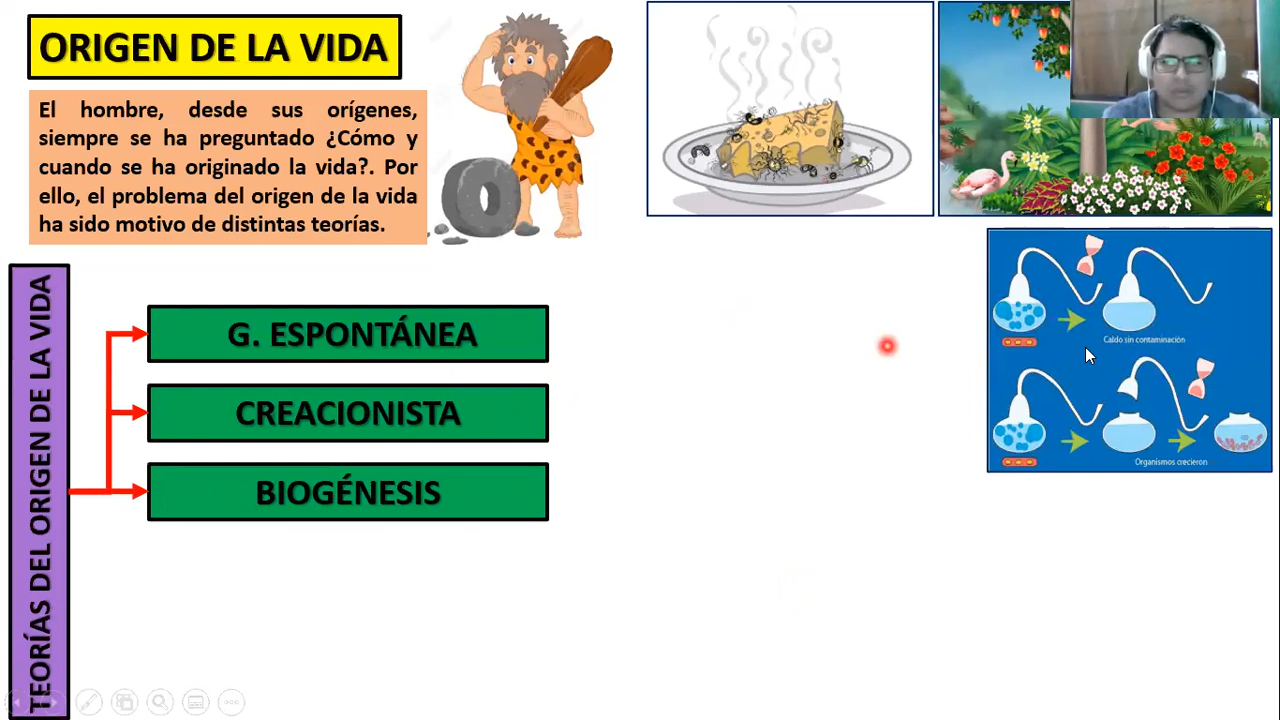 ORIGEN DE LA VIDA
El hombre, desde sus orígenes,
siempre se ha preguntado ¿Cómo y
cuando se ha originado la vida?. Por
ello, el problema del origen de la vida
ha sido motivo de distintas teorías.
TEORÍAS DEL ORIGEN DE LA VIDA
G. ESPONTÁNEA
CREACIONISTA
BIOGÉNESIS
Caldo sin contaminación
Organismos crecieron